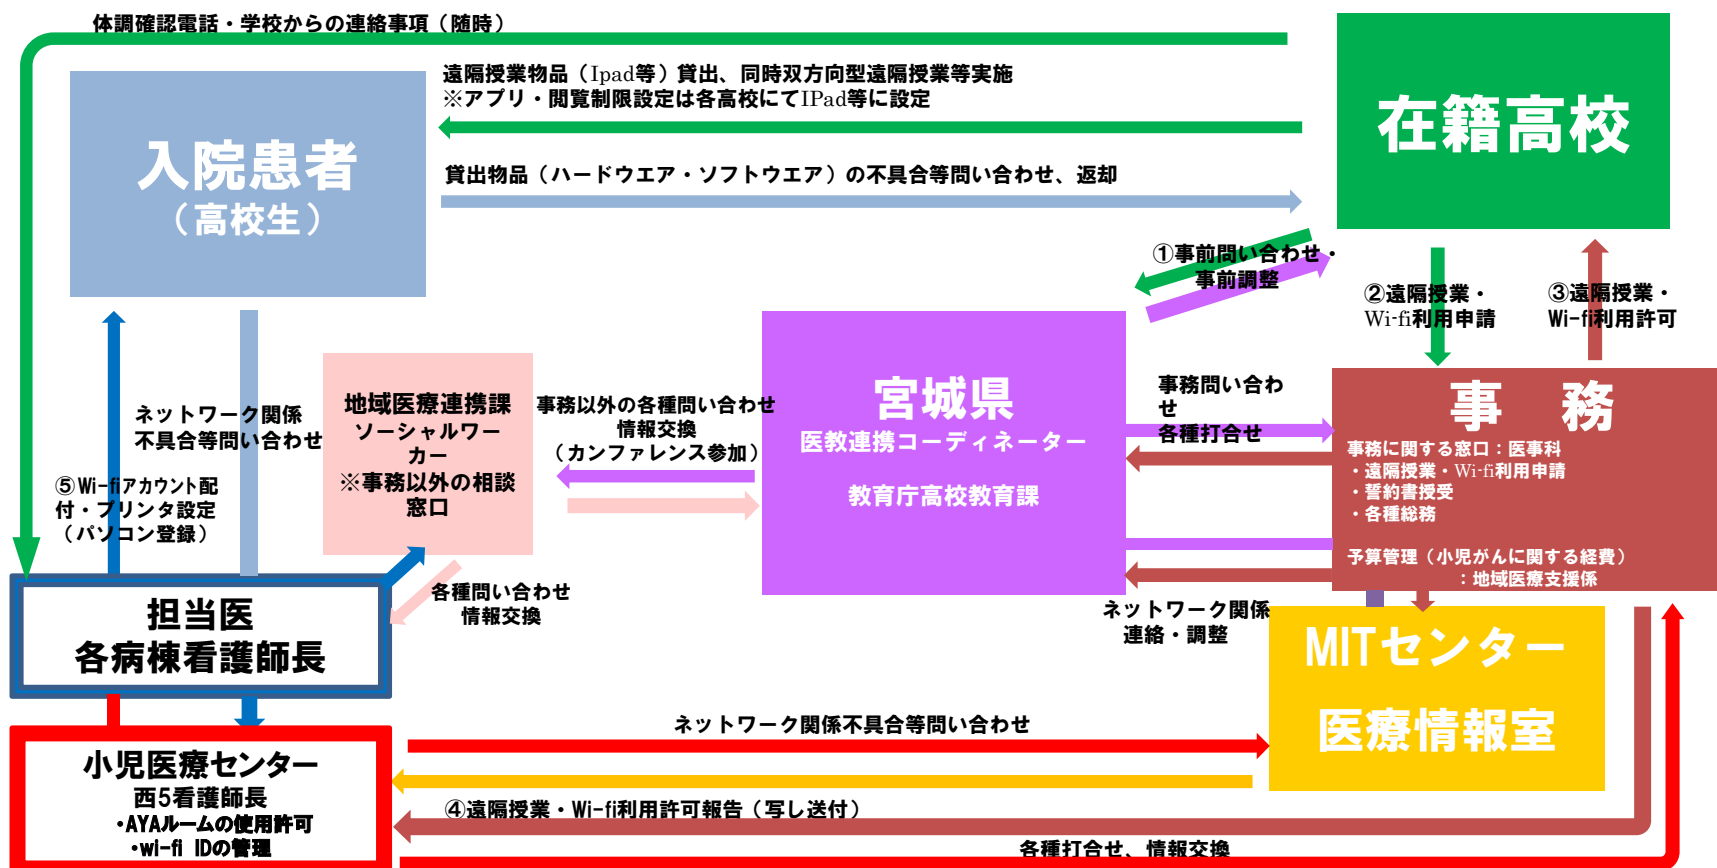 体調確認電話・学校からの連絡事項（随時）
遠隔授業物品（Ipad等）貸出、同時双方向型遠隔授業等実施
※アプリ・閲覧制限設定は各高校にてIPad等に設定
在籍高校
入院患者
（高校生）
貸出物品（ハードウエア・ソフトウエア）の不具合等問い合わせ、返却
①事前問い合わせ・
事前調整
②遠隔授業・
Wi-fi利用申請
③遠隔授業・
Wi-fi利用許可
ネットワーク関係
不具合等問い合わせ
⑤Wi-fiアカウント配
付・プリンタ設定
（パソコン登録）
地域医療連携課
ソーシャルワー
カー
※事務以外の相談
窓口
事務以外の各種問い合わせ
情報交換
（カンファレンス参加）
宮城県
医教連携コーディネーター
教育庁高校教育課
事務問い合わ
せ
各種打合せ
事　務
事務に関する窓口：医事科
・遠隔授業・Wi-fi利用申請
・誓約書授受
・各種総務
予算管理（小児がんに関する経費）
：地域医療支援係
各種問い合わせ
情報交換
ネットワーク関係
連絡・調整
担当医
各病棟看護師長
MITセンター
医療情報室
ネットワーク関係不具合等問い合わせ
小児医療センター
西5看護師長
・AYAルームの使用許可
・wi-fi IDの管理
④遠隔授業・Wi-fi利用許可報告（写し送付）
各種打合せ、情報交換